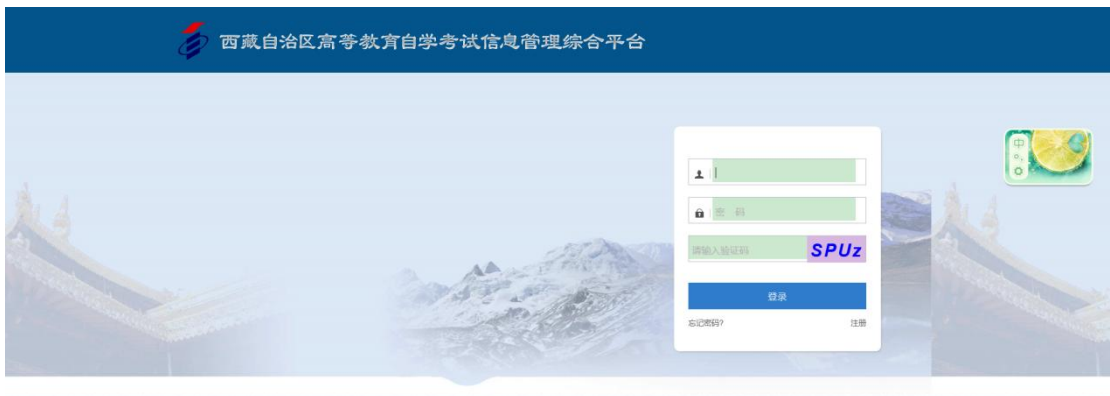 西藏自治区高等教育自学考试信息管理综合平台
中
密 码
请输入验证码 SPUz
登录
忘记密码? 注册